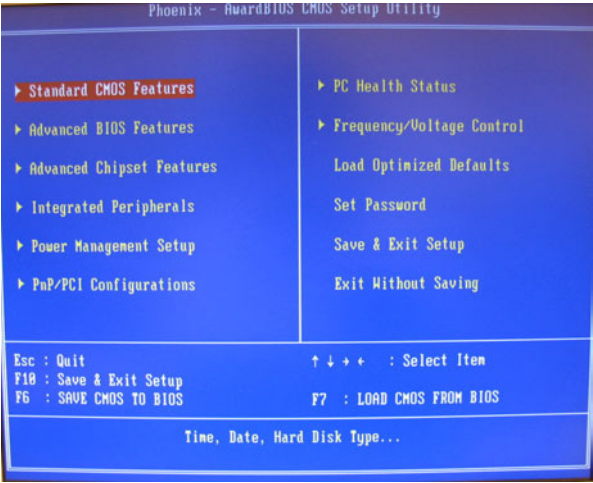 Phoenix - AwardBIOS CMOS Setup Utility
Standard CMOS Features
Advanced BIOS Features
Advanced Chipset Features
Integrated Peripherals
Power Management Setup
PnP/PCI Configurations
PC Health Status
Frequency/Voltage Control
Load Optimized Defaults
Set Password
Save & Exit Setup
Exit Without Saving
Esc : Quit
F10 : Save & Exit Setup
F6 : SAVE CMOS TO BIOS
↑ ↓ → ← : Select Item
F7 : LOAD CMOS FROM BIOS
Time, Date, Hard Disk Type...